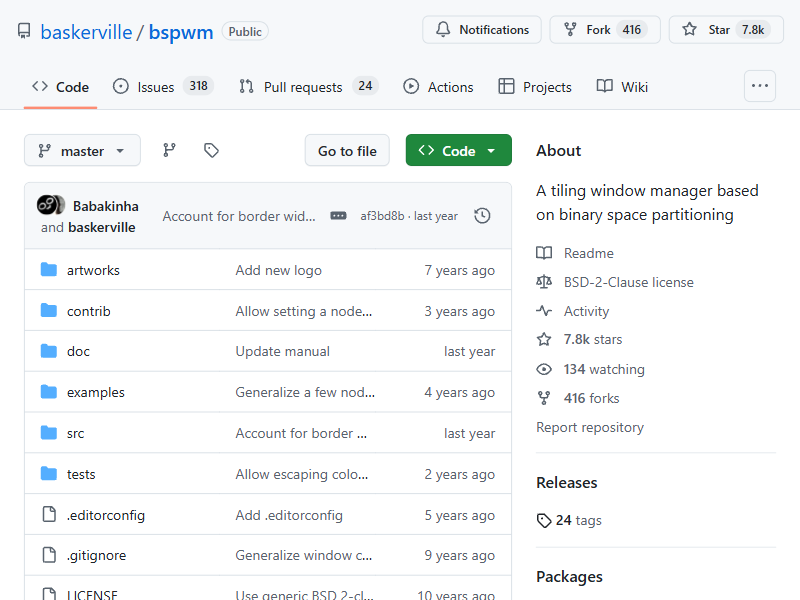 baskerville / bspwm Public Notifications Fork 416 Star 7.8k
Code Issues 318 Pull requests 24 Actions Projects Wiki ...
master Go to file Code
Babakinha and baskerville Account for border wid... af3bd8b · last year
artworks Add new logo 7 years ago
contrib Allow setting a node... 3 years ago
doc Update manual last year
examples Generalize a few nod... 4 years ago
src Account for border ... last year
tests Allow escaping colo... 2 years ago
.editorconfig Add .editorconfig 5 years ago
.gitignore Generalize window c... 9 years ago
LICENSE Use generic BSD 2-cl... 10 years ago
About
A tiling window manager based
on binary space partitioning
Readme
BSD-2-Clause license
Activity
7.8k stars
134 watching
416 forks
Report repository
Releases
24 tags
Packages